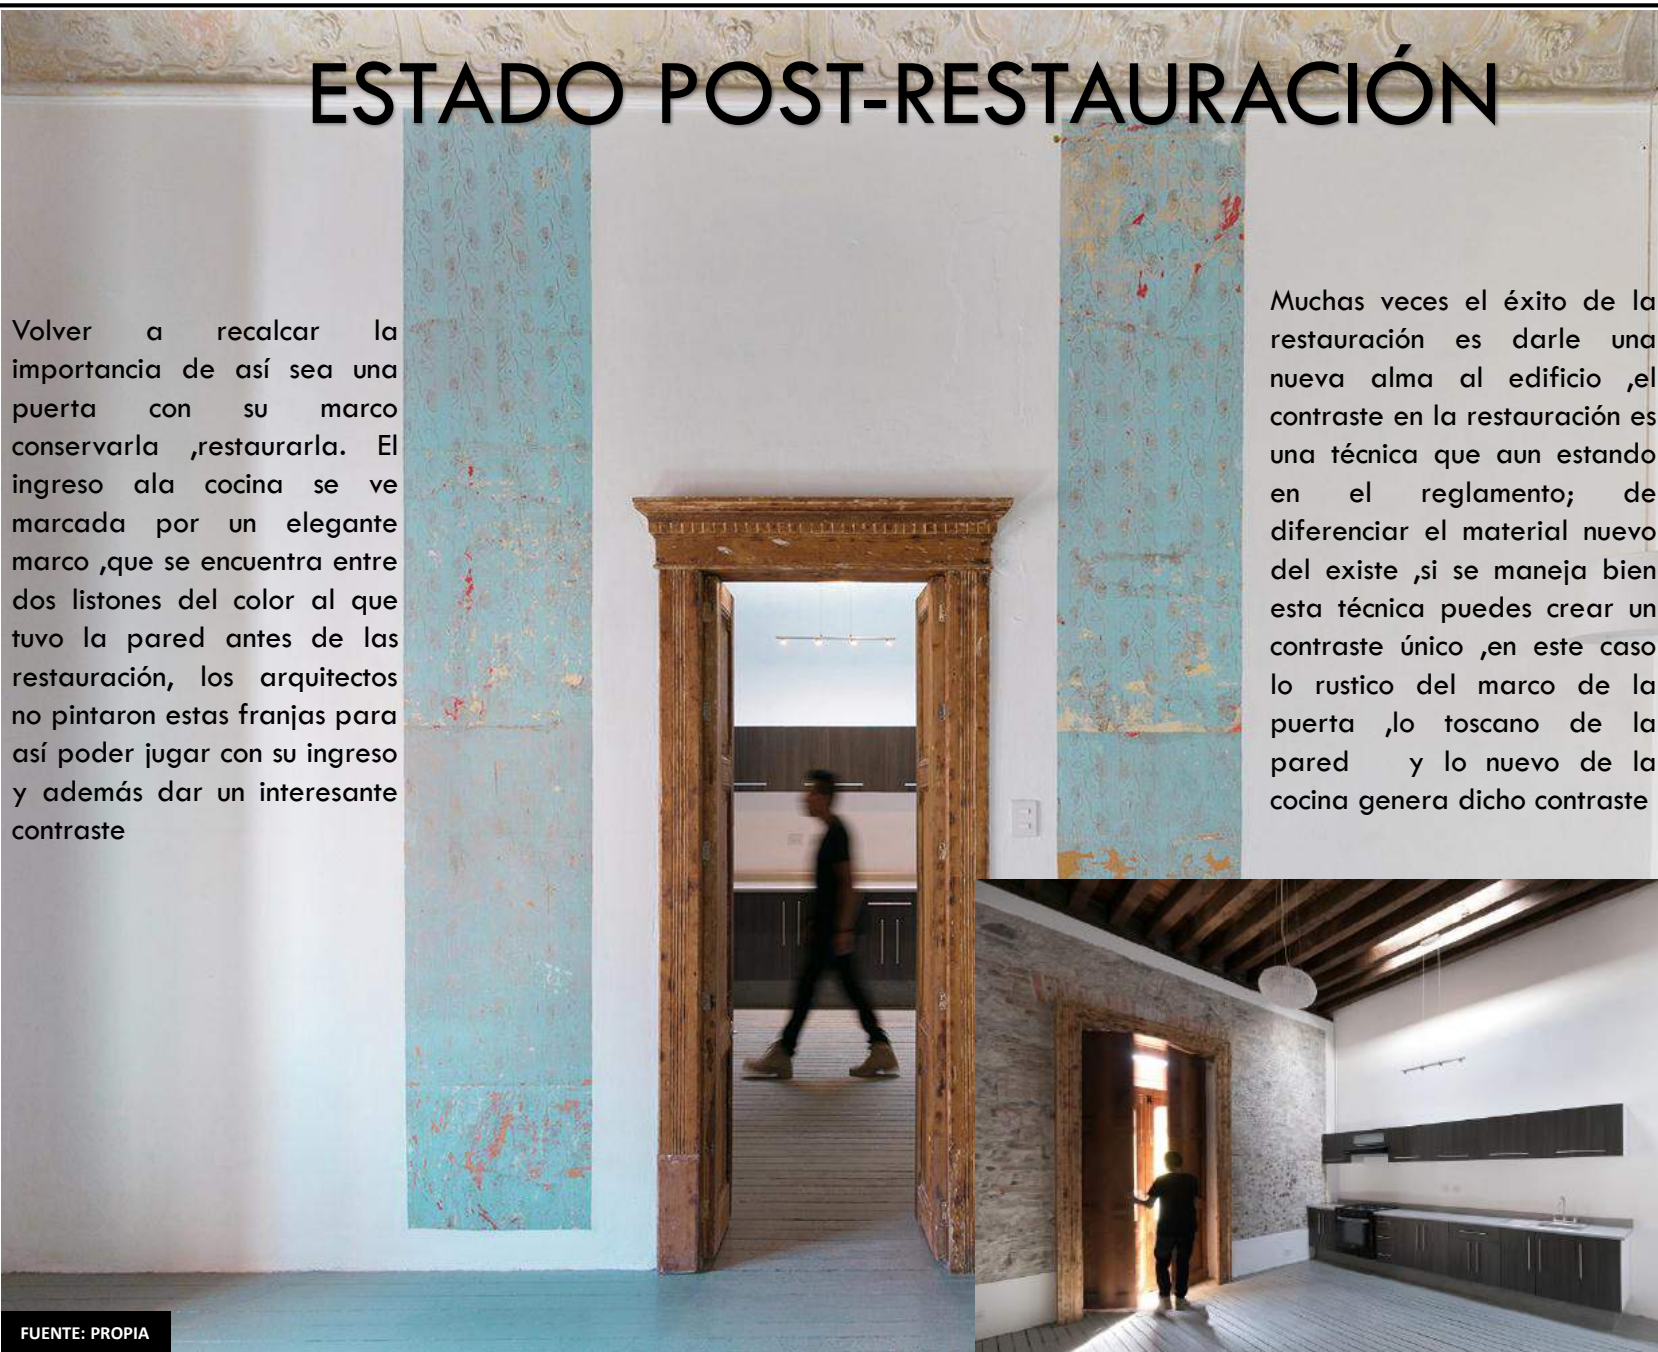 ESTADO POST-RESTAURACIÓN
Volver a recalcar la
importancia de así sea una
puerta con su marco
conservarla ,restaurarla. El
ingreso ala cocina se ve
marcada por un elegante
marco ,que se encuentra entre
dos listones del color al que
tuvo la pared antes de las
restauración, los arquitectos
no pintaron estas franjas para
así poder jugar con su ingreso
y además dar un interesante
contraste
Muchas veces el éxito de la
restauración es darle una
nueva alma al edificio ,el
contraste en la restauración es
una técnica que aun estando
en el reglamento; de
diferenciar el material nuevo
del existe ,si se maneja bien
esta técnica puedes crear un
contraste único ,en este caso
lo rustico del marco de la
puerta ,lo toscano de la
pared y lo nuevo de la
cocina genera dicho contraste
FUENTE: PROPIA